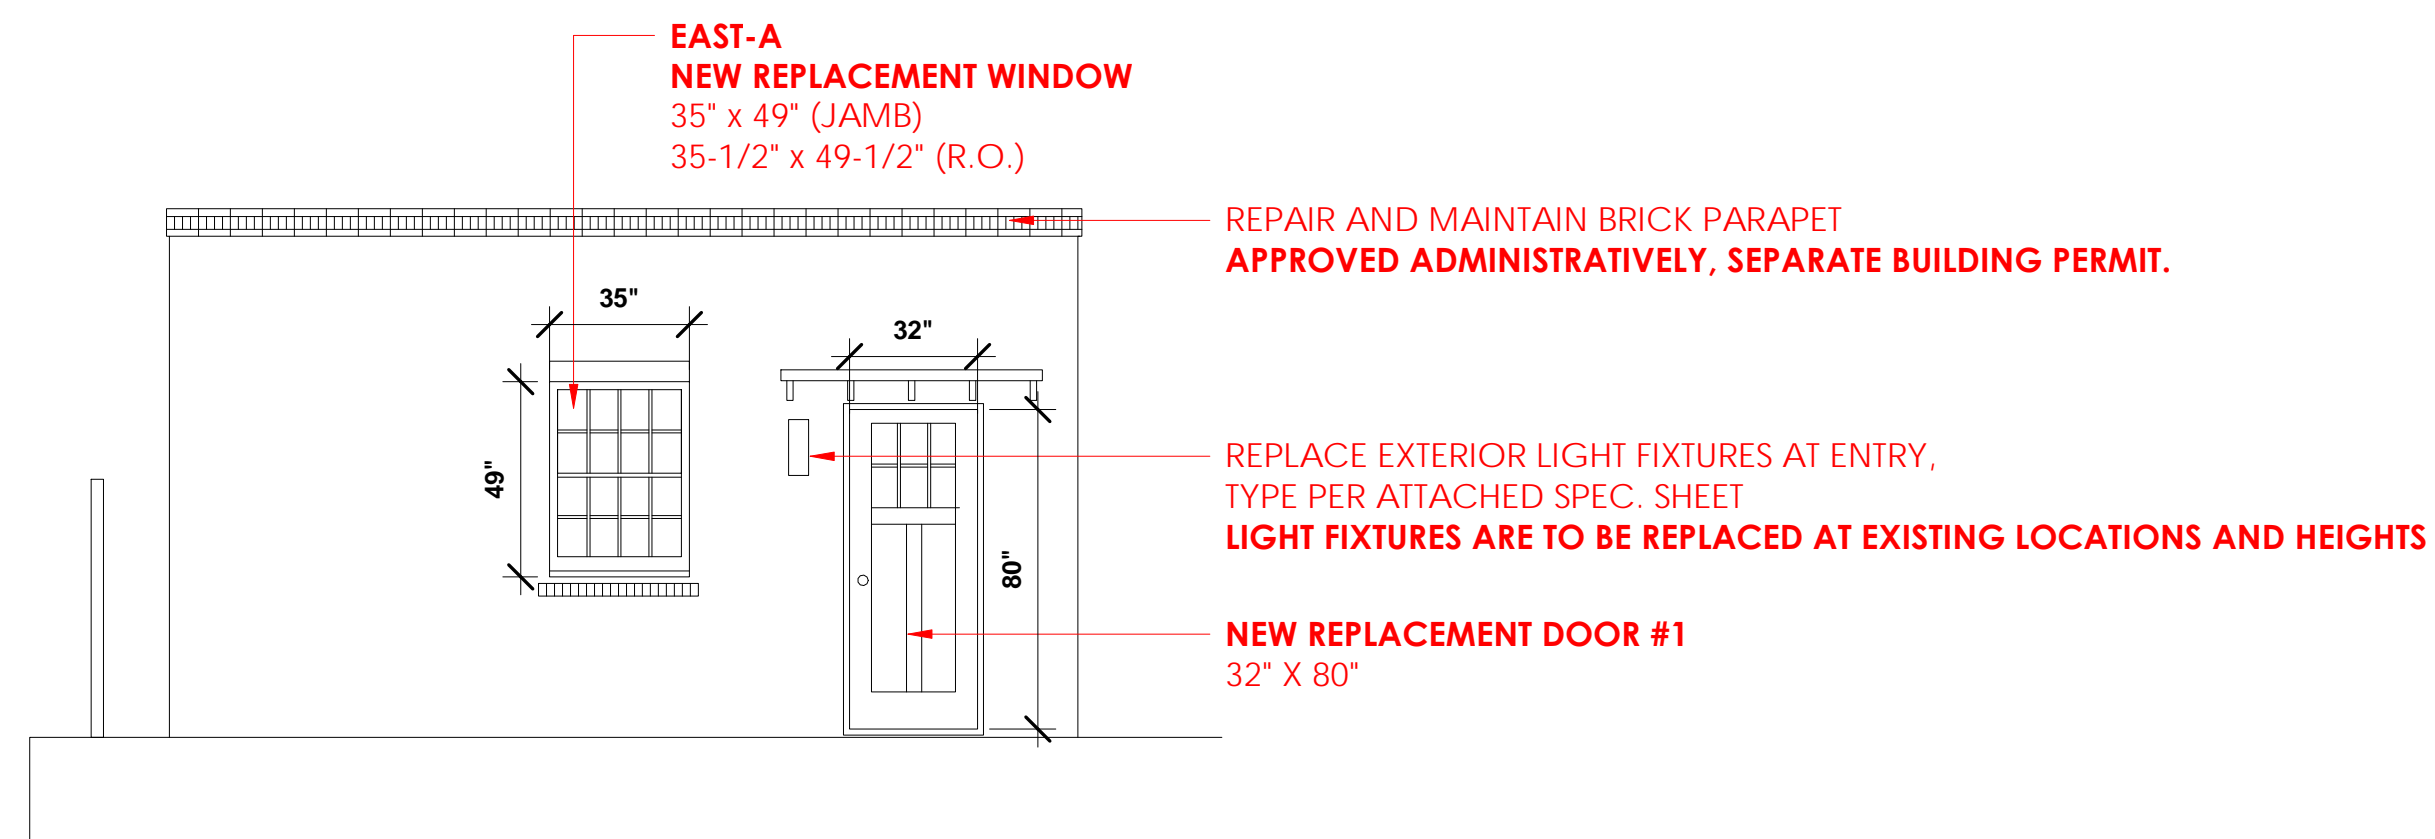 EAST-A
NEW REPLACEMENT WINDOW
35" x 49" (JAMB)
35-1/2" x 49-1/2" (R.O.)
REPAIR AND MAINTAIN BRICK PARAPET
APPROVED ADMINISTRATIVELY, SEPARATE BUILDING PERMIT.
35"
32"
49"
REPLACE EXTERIOR LIGHT FIXTURES AT ENTRY,
TYPE PER ATTACHED SPEC. SHEET
LIGHT FIXTURES ARE TO BE REPLACED AT EXISTING LOCATIONS AND HEIGHTS
80"
NEW REPLACEMENT DOOR #1
32" X 80"